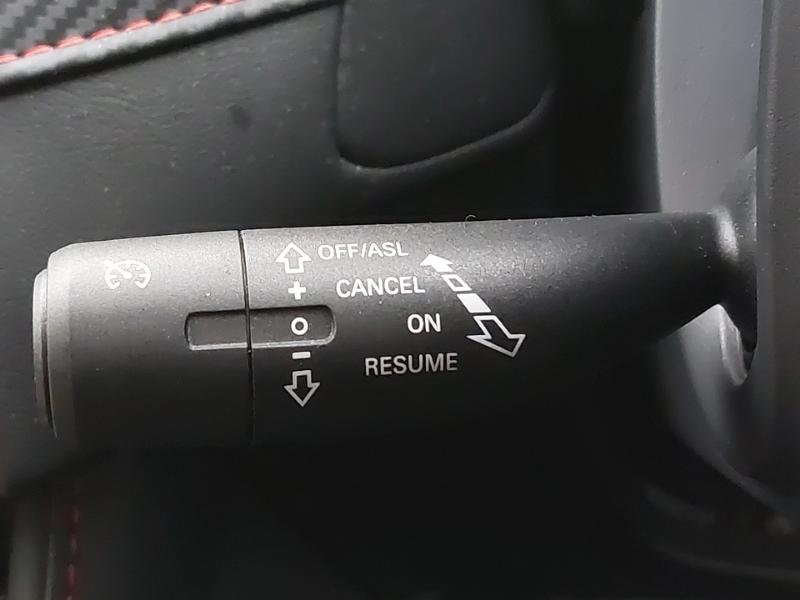 OFF/ASL
+ CANCEL
O ON
- RESUME